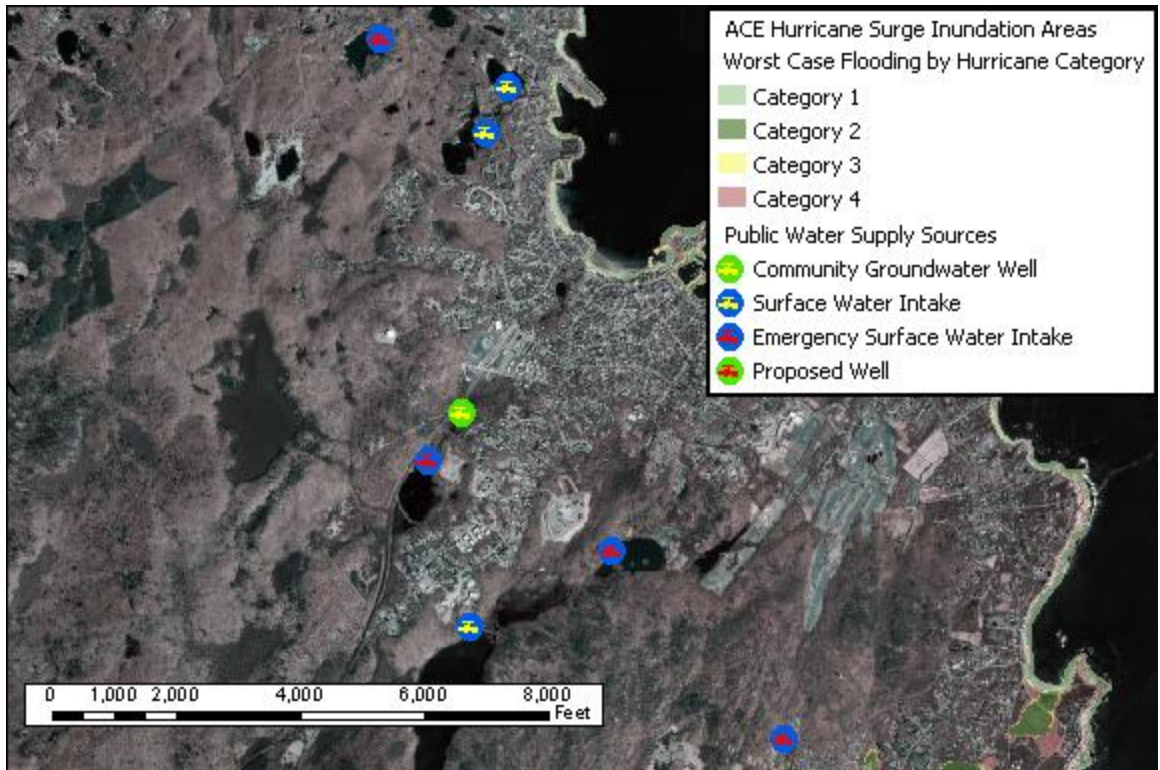 ACE Hurricane Surge Inundation Areas
Worst Case Flooding by Hurricane Category
Category 1
Category 2
Category 3
Category 4
Public Water Supply Sources
Community Groundwater Well
Surface Water Intake
Emergency Surface Water Intake
Proposed Well
0 1,000 2,000 4,000 6,000 8,000
Feet